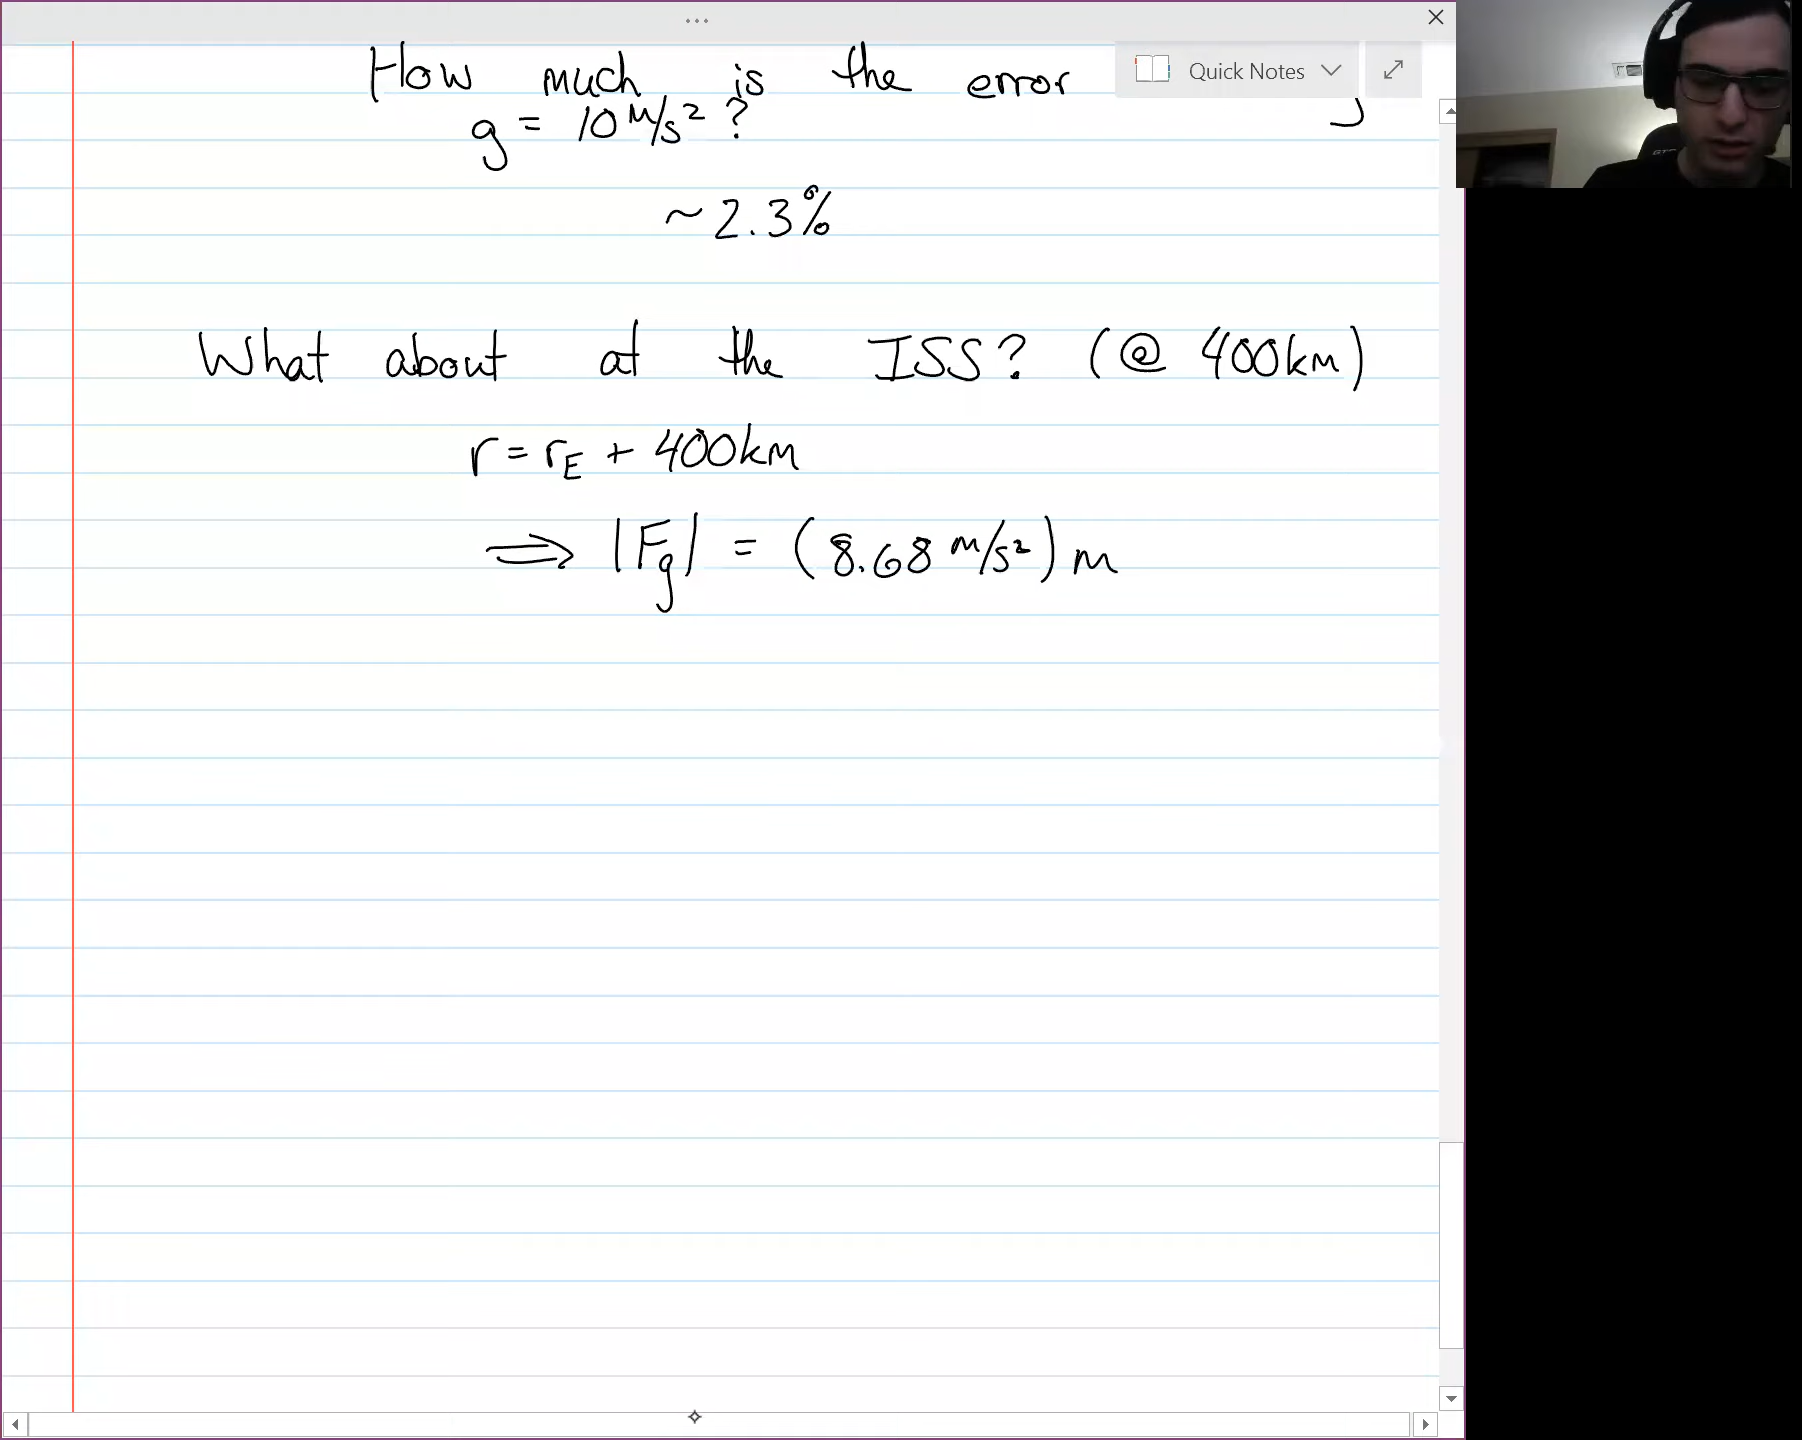 How much is the error
Quick Notes
g = 10 m/s² ?
~2.3%
What about at the ISS? (@ 400km)
r = r_E + 400km
⟹ |F_g| = (8.68 m/s²) m